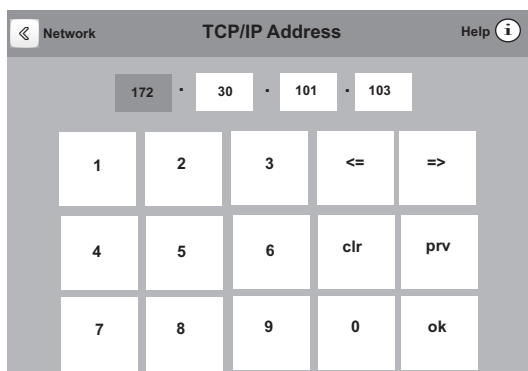 Network TCP/IP Address Help i
172 . 30 . 101 . 103
1 2 3 <= =>
4 5 6 clr prv
7 8 9 0 ok